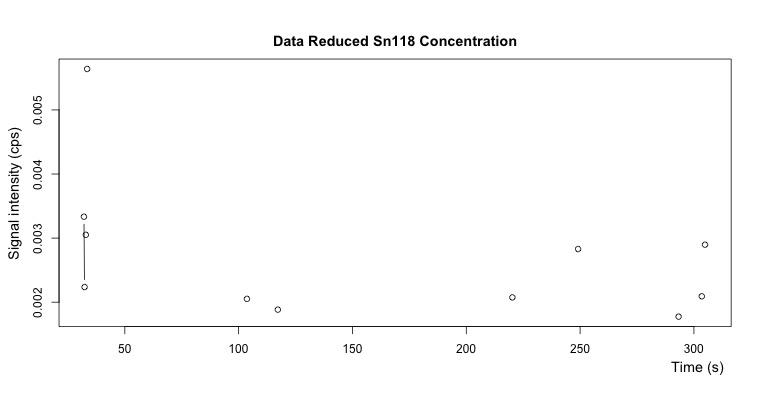 Data Reduced Sn118 Concentration
Signal intensity (cps)
0.005
0.004
0.003
0.002
50 100 150 200 250 300
Time (s)